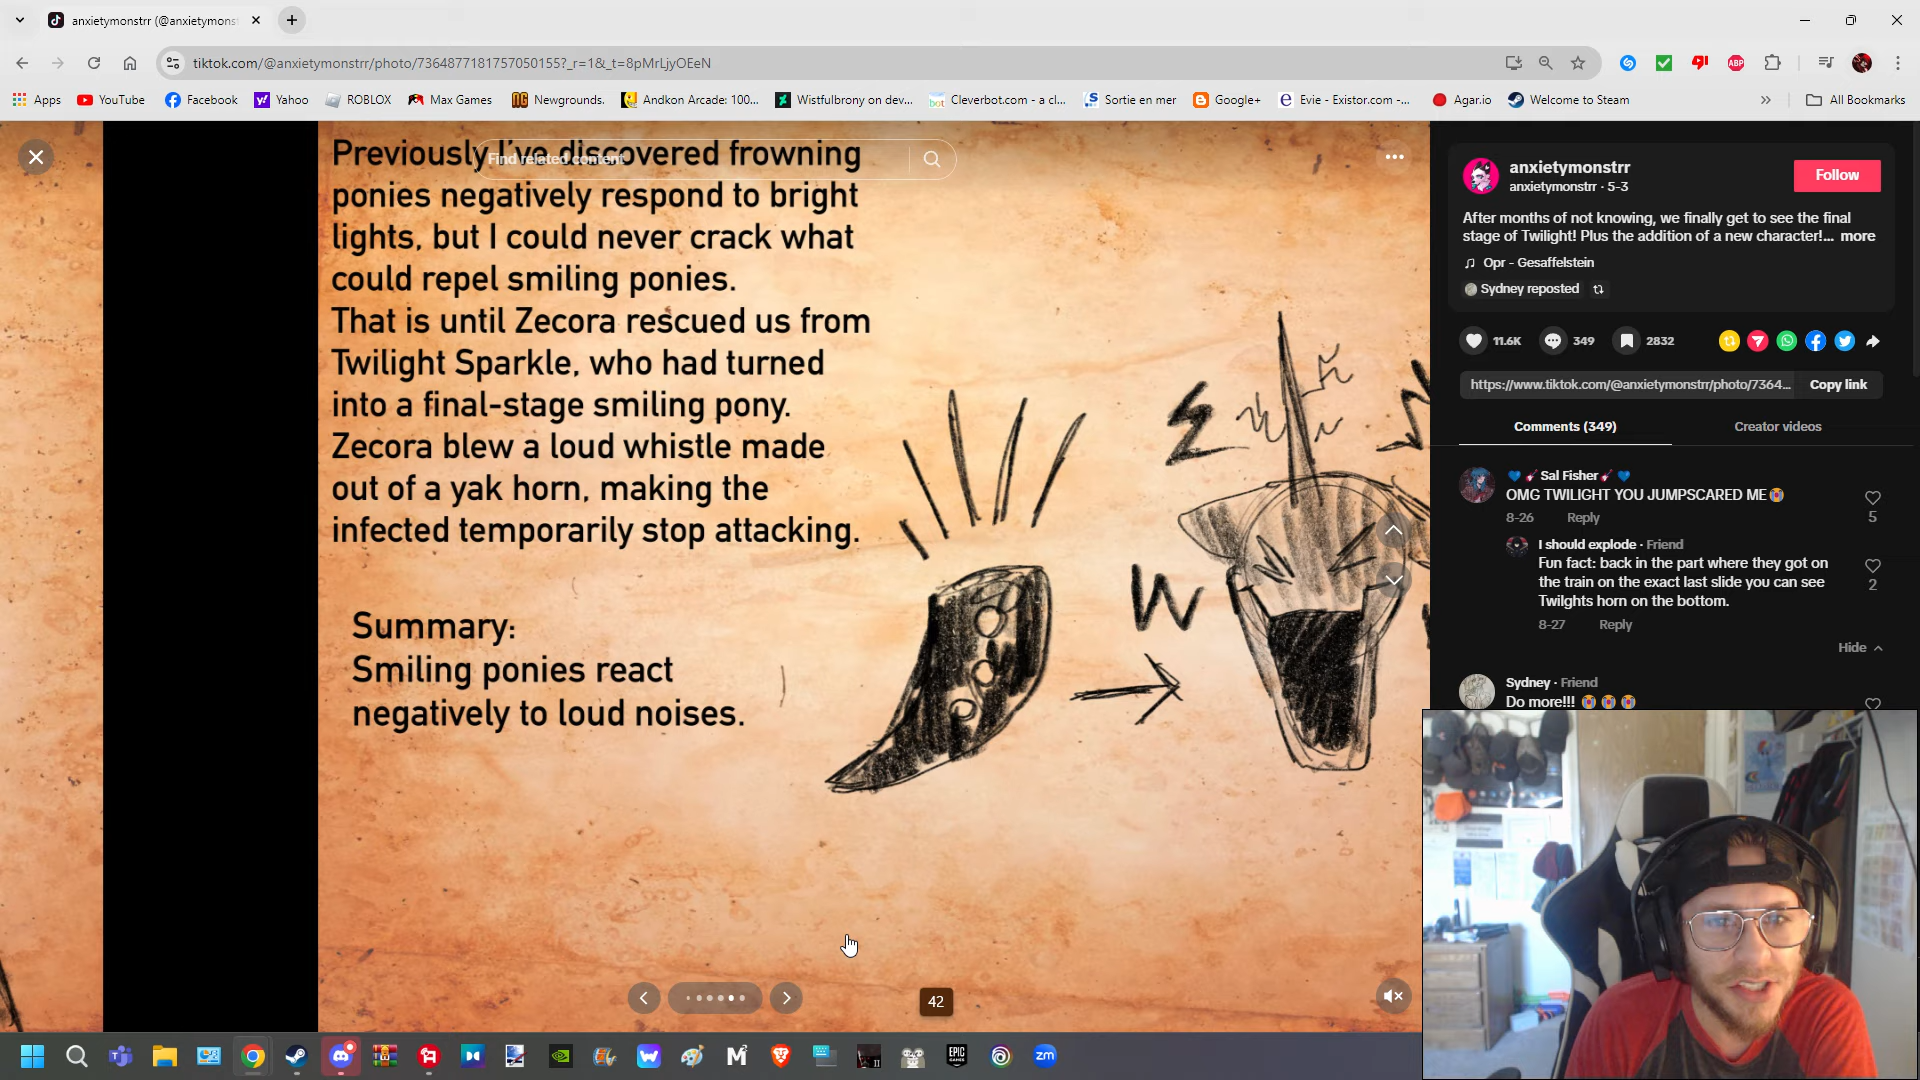 anxietymonstrr (@anxietymons
tiktok.com/@anxietymonstrr/photo/7364877181757050155?_r=1&_t=8pMrLjyOEeN
Apps
YouTube
Facebook
Yahoo
ROBLOX
Max Games
Newgrounds.
Andkon Arcade: 100...
Wistfulbrony on dev...
Cleverbot.com - a cl...
Sortie en mer
Google+
Evie - Existor.com -...
Agar.io
Welcome to Steam
All Bookmarks
Find related content
Previously I've discovered frowning
ponies negatively respond to bright
lights, but I could never crack what
could repel smiling ponies.
That is until Zecora rescued us from
Twilight Sparkle, who had turned
into a final-stage smiling pony.
Zecora blew a loud whistle made
out of a yak horn, making the
infected temporarily stop attacking.
Summary:
Smiling ponies react
negatively to loud noises.
42
anxietymonstrr
anxietymonstrr · 5-3
Follow
After months of not knowing, we finally get to see the final
stage of Twilight! Plus the addition of a new character!... more
Opr - Gesaffelstein
Sydney reposted
11.6K
349
2832
https://www.tiktok.com/@anxietymonstrr/photo/7364...
Copy link
Comments (349)
Creator videos
💙🎸Sal Fisher🎸💙
OMG TWILIGHT YOU JUMPSCARED ME😭
8-26
Reply
5
I should explode · Friend
Fun fact: back in the part where they got on
the train on the exact last slide you can see
Twilghts horn on the bottom.
2
8-27
Reply
Hide
Sydney · Friend
Do more!!! 😭😭😭